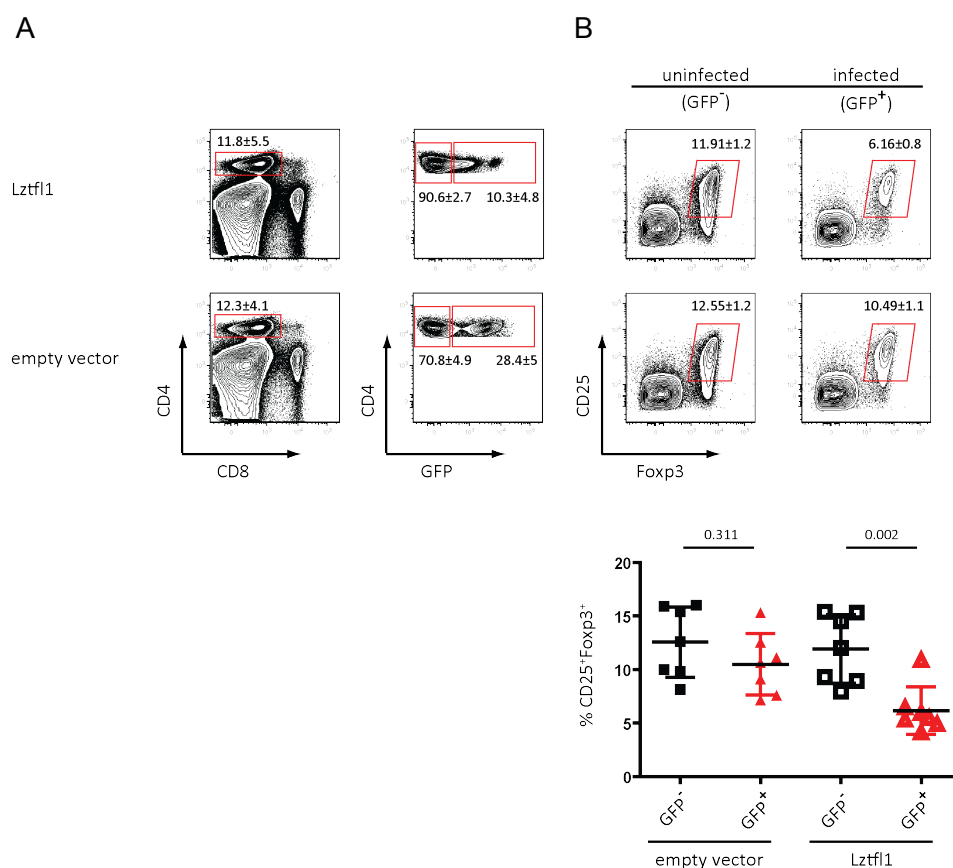 A
B
uninfected
(GFP⁻)
infected
(GFP⁺)
Lztfl1
11.8±5.5
90.6±2.7
10.3±4.8
11.91±1.2
6.16±0.8
empty vector
12.3±4.1
70.8±4.9
28.4±5
12.55±1.2
10.49±1.1
CD4
CD8
CD4
GFP
CD25
Foxp3
0.311
0.002
% CD25⁺Foxp3⁺
20
15
10
5
0
GFP⁻
GFP⁺
GFP⁻
GFP⁺
empty vector
Lztfl1